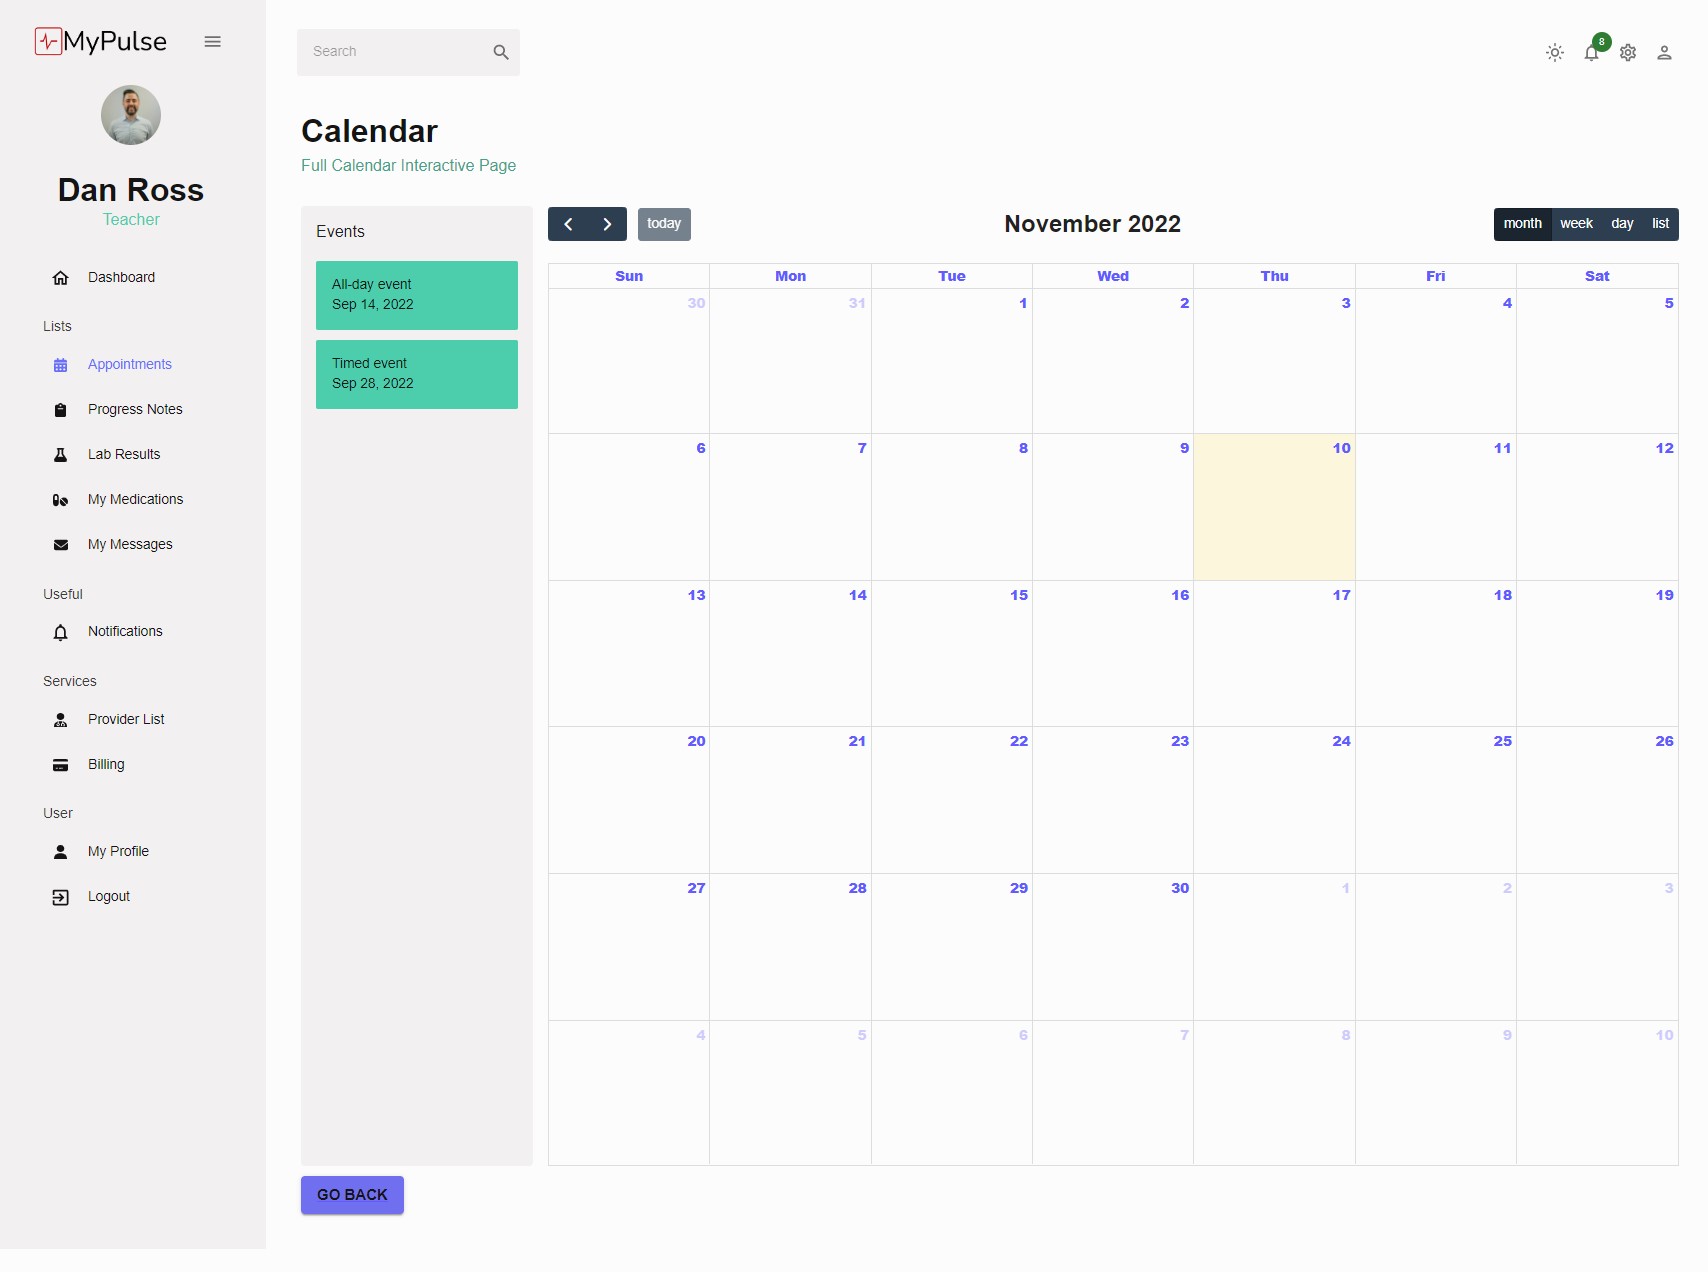 MyPulse
Dan Ross
Teacher
Dashboard
Lists
Appointments
Progress Notes
Lab Results
My Medications
My Messages
Useful
Notifications
Services
Provider List
Billing
User
My Profile
Logout
Search
8
Calendar
Full Calendar Interactive Page
Events
All-day event
Sep 14, 2022
Timed event
Sep 28, 2022
today
November 2022
month week day list
Sun Mon Tue Wed Thu Fri Sat
30 31 1 2 3 4 5
6 7 8 9 10 11 12
13 14 15 16 17 18 19
20 21 22 23 24 25 26
27 28 29 30 1 2 3
4 5 6 7 8 9 10
GO BACK